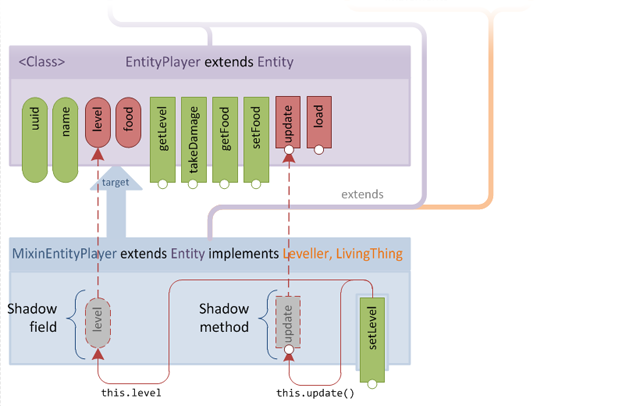 <Class>
EntityPlayer extends Entity
uuid
name
level
food
getLevel
takeDamage
getFood
setFood
update
load
target
extends
MixinEntityPlayer extends Entity implements Leveller, LivingThing
Shadow
field
level
Shadow
method
update
setLevel
this.level
this.update()